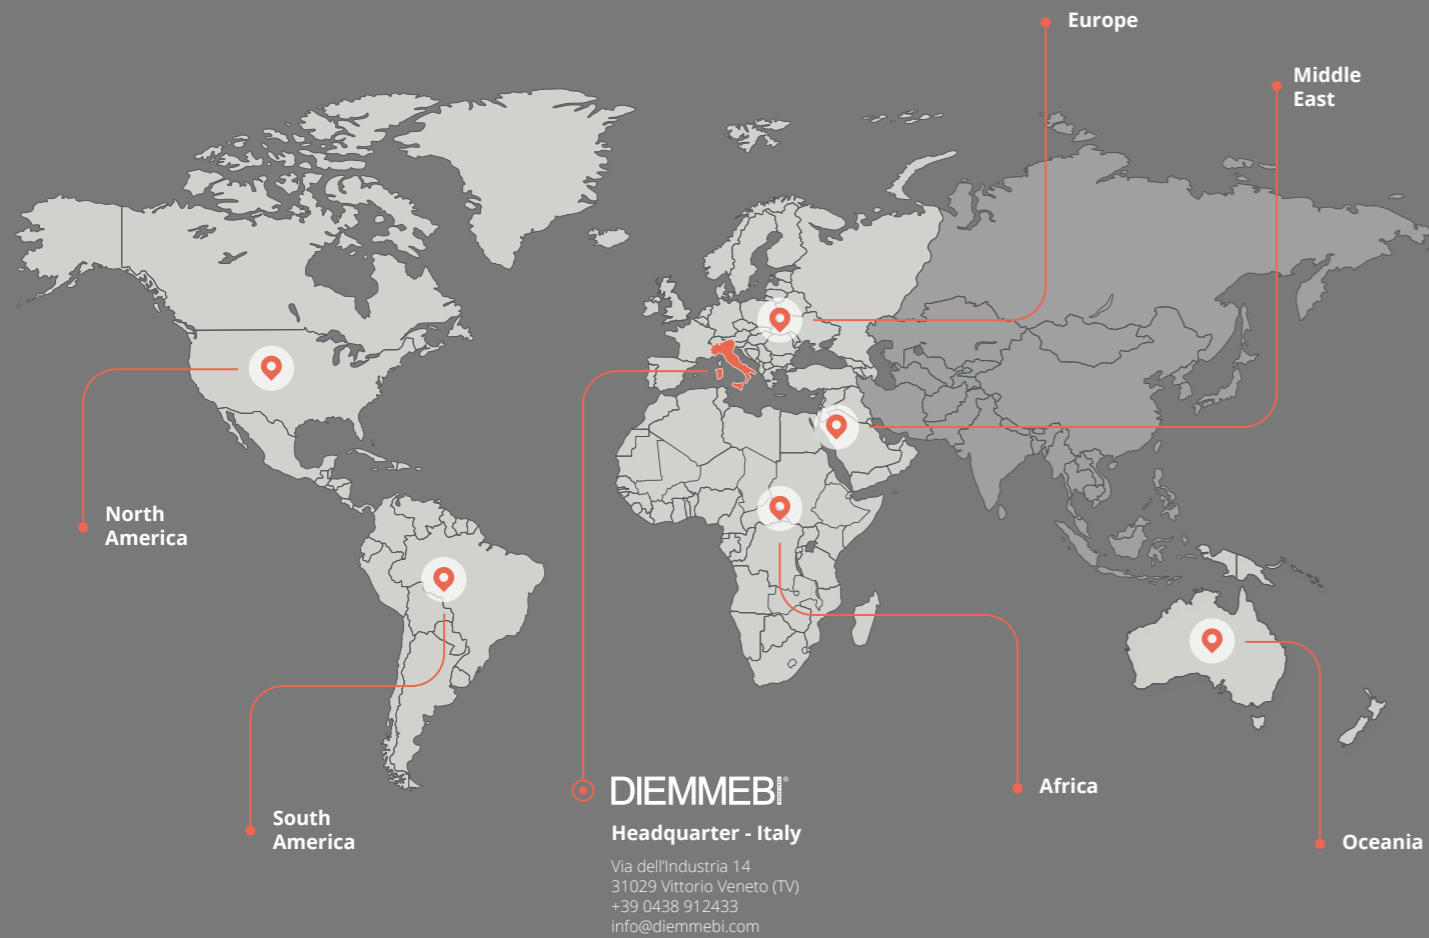 Europe
Middle
East
North
America
South
America
DIEMMEBI®
Headquarter - Italy
Via dell'Industria 14
31029 Vittorio Veneto (TV)
+39 0438 912433
info@diemmebi.com
Africa
Oceania